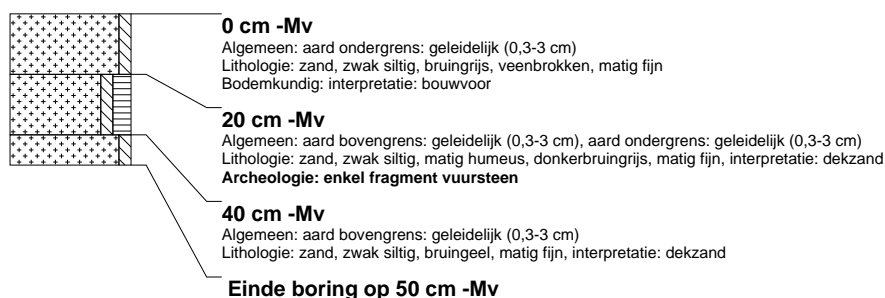 0 cm -Mv
Algemeen: aard ondergrens: geleidelijk (0,3-3 cm)
Lithologie: zand, zwak siltig, bruingrijs, veenbrokken, matig fijn
Bodemkundig: interpretatie: bouwvoor
20 cm -Mv
Algemeen: aard bovengrens: geleidelijk (0,3-3 cm), aard ondergrens: geleidelijk (0,3-3 cm)
Lithologie: zand, zwak siltig, matig humeus, donkerbruingrijs, matig fijn, interpretatie: dekzand
Archeologie: enkel fragment vuursteen
40 cm -Mv
Algemeen: aard bovengrens: geleidelijk (0,3-3 cm)
Lithologie: zand, zwak siltig, bruingeel, matig fijn, interpretatie: dekzand
Einde boring op 50 cm -Mv